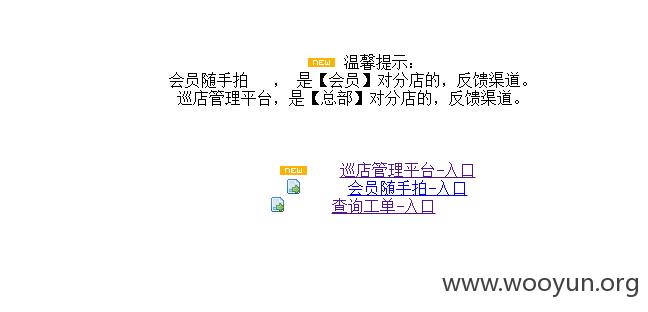 NEW 温馨提示：
会员随手拍 ， 是【会员】对分店的，反馈渠道。
巡店管理平台，是【总部】对分店的，反馈渠道。
NEW 巡店管理平台-入口
会员随手拍-入口
查询工单-入口
www.wooyun.org